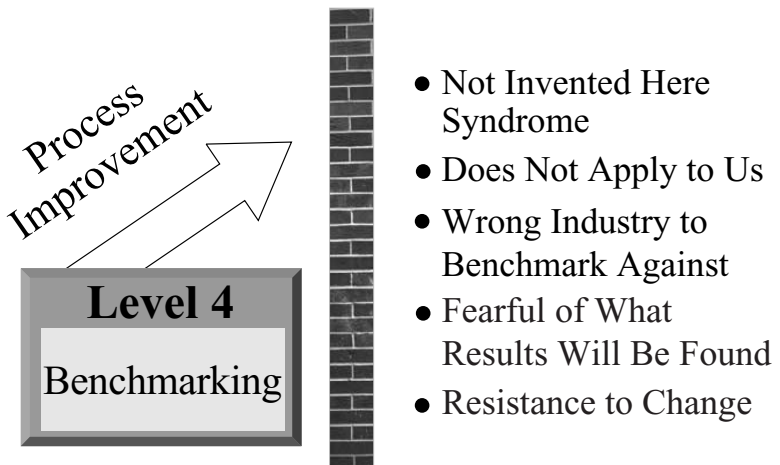 Process
Improvement
Level 4
Benchmarking
• Not Invented Here
Syndrome
• Does Not Apply to Us
• Wrong Industry to
Benchmark Against
• Fearful of What
Results Will Be Found
• Resistance to Change